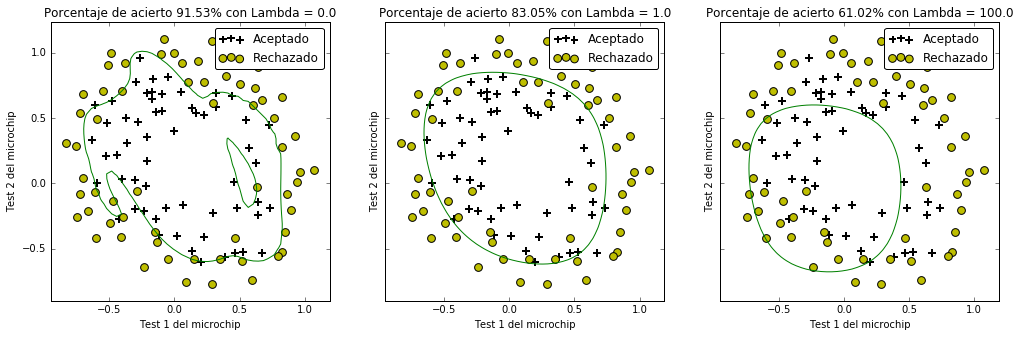 Porcentaje de acierto 91.53% con Lambda = 0.0
Aceptado
Rechazado
1.0
0.5
0.0
−0.5
Test 2 del microchip
−0.5
0.0
0.5
1.0
Test 1 del microchip
Porcentaje de acierto 83.05% con Lambda = 1.0
Aceptado
Rechazado
Test 2 del microchip
−0.5
0.0
0.5
1.0
Test 1 del microchip
Porcentaje de acierto 61.02% con Lambda = 100.0
Aceptado
Rechazado
Test 2 del microchip
−0.5
0.0
0.5
1.0
Test 1 del microchip